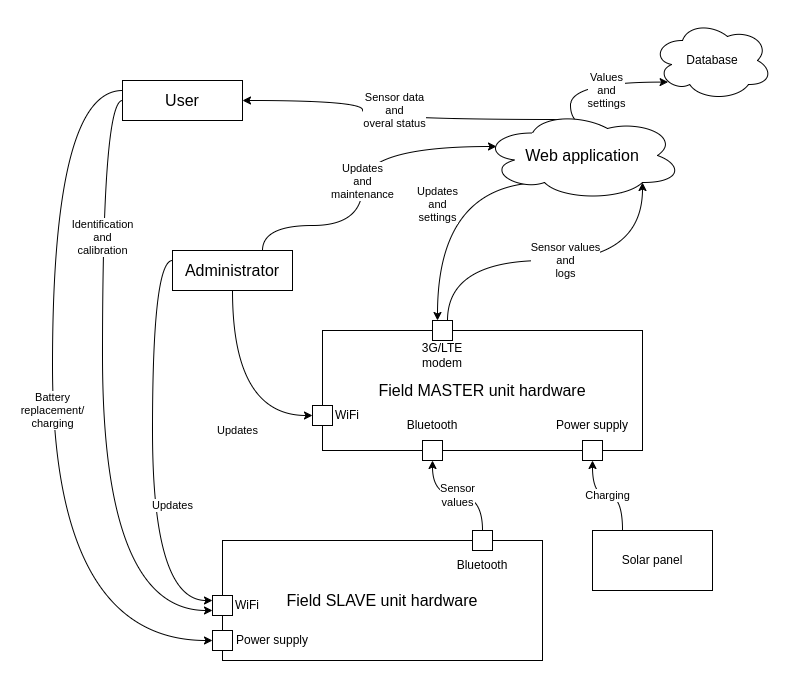 Database
Values
and
settings
User
Sensor data
and
overal status
Web application
Updates
and
maintenance
Updates
and
settings
Identification
and
calibration
Sensor values
and
logs
Administrator
3G/LTE
modem
Field MASTER unit hardware
WiFi
Bluetooth
Power supply
Battery
replacement/
charging
Updates
Sensor
values
Charging
Updates
Bluetooth
Solar panel
WiFi
Field SLAVE unit hardware
Power supply